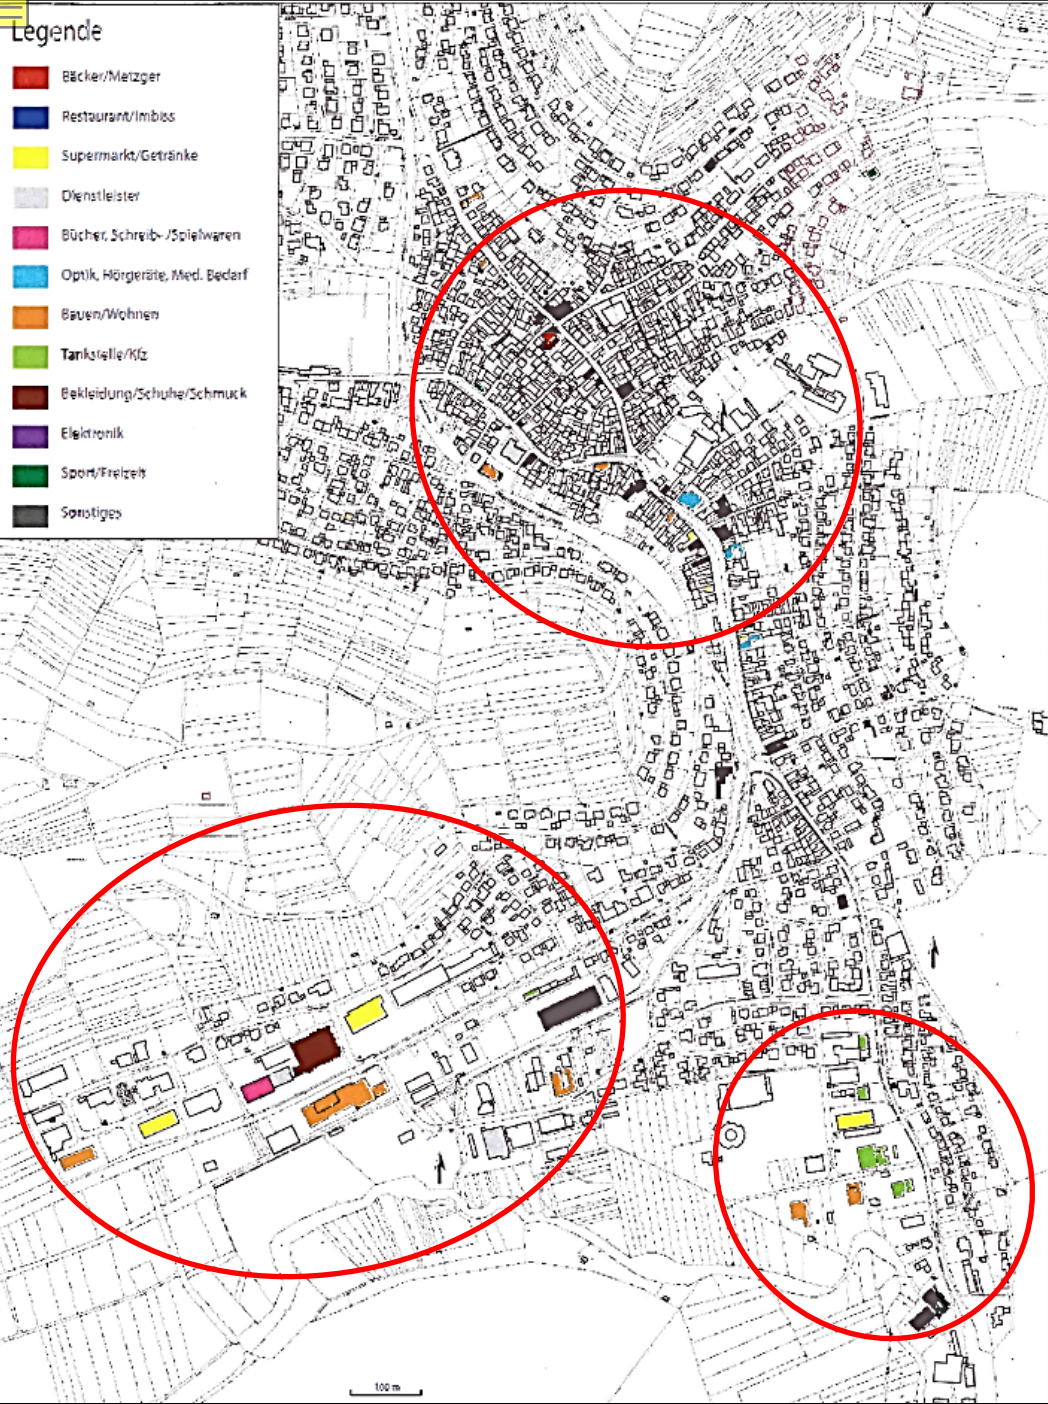 Legende
Bäcker/Metzger
Restaurant/Imbiss
Supermarkt/Getränke
Dienstleister
Bücher, Schreib- /Spielwaren
Optik, Hörgeräte, Med. Bedarf
Bauen/Wohnen
Tankstelle/Kfz
Bekleidung/Schuhe/Schmuck
Elektronik
Sport/Freizeit
Sonstiges
100 m